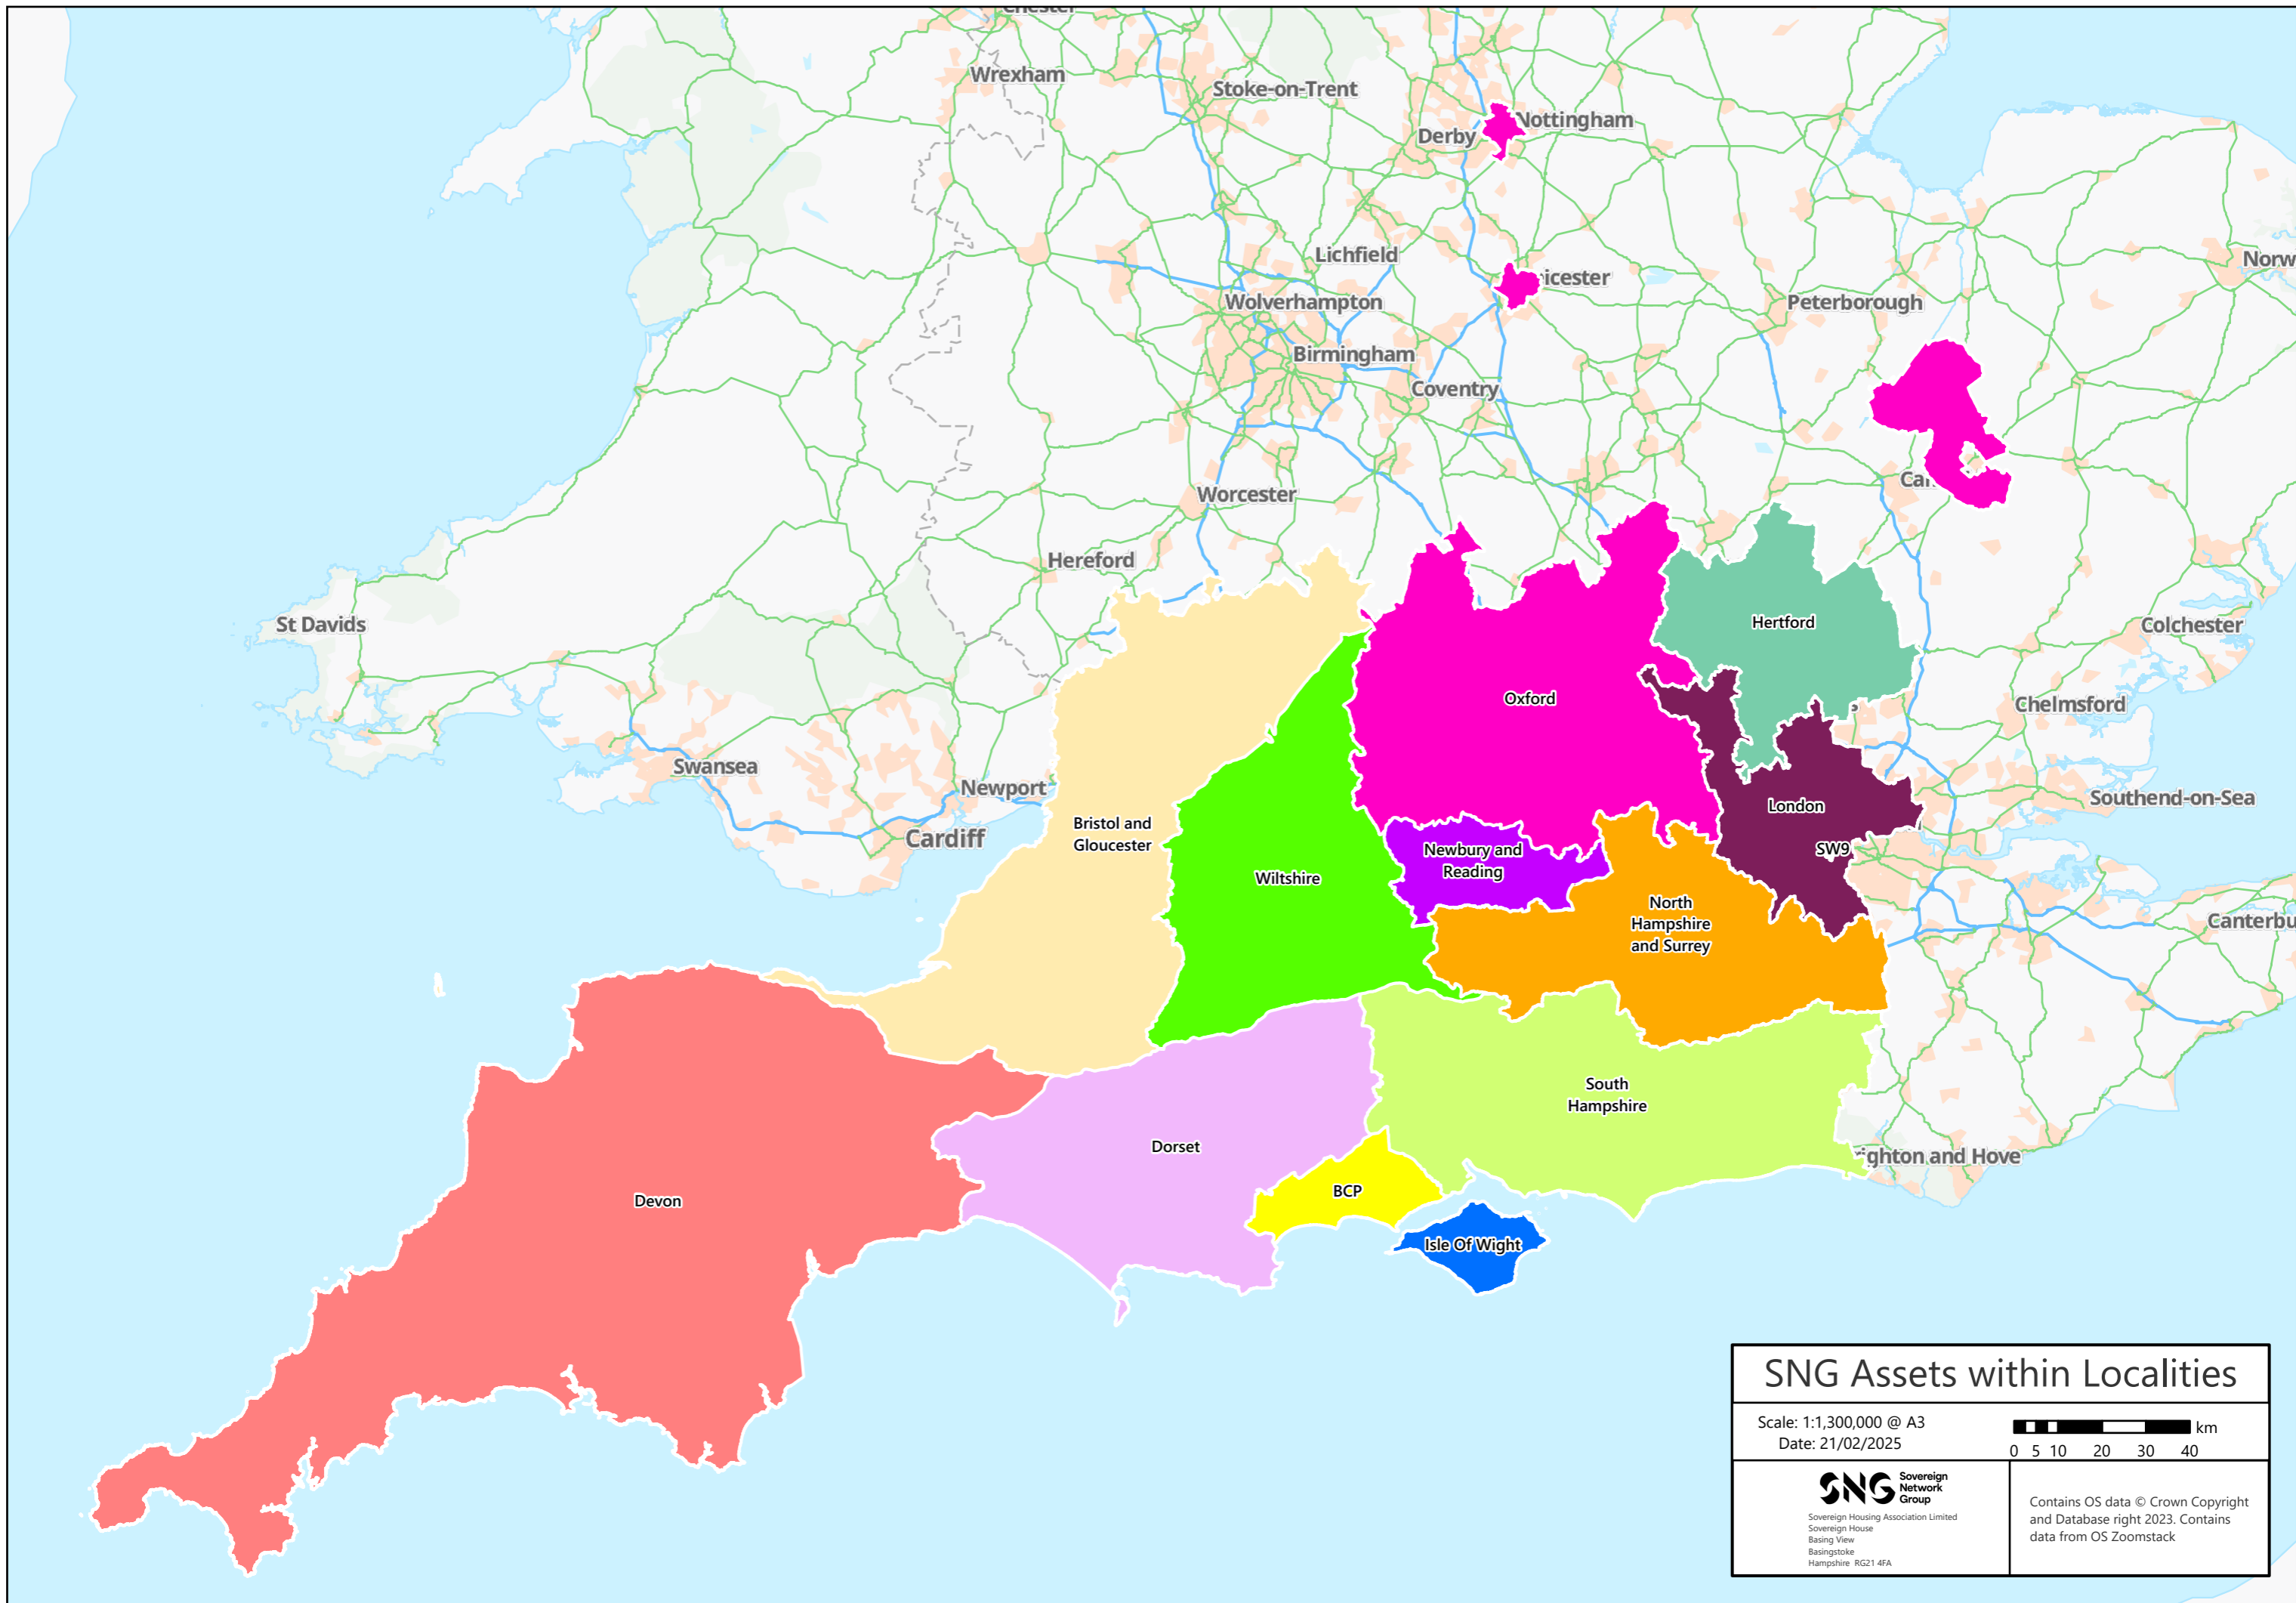 Wrexham
Stoke-on-Trent
Derby
Nottingham
Lichfield
icester
Wolverhampton
Peterborough
Birmingham
Coventry
Worcester
Hereford
St Davids
Hertford
Colchester
Oxford
Chelmsford
Swansea
Newport
Cardiff
Bristol and
Gloucester
London
Southend-on-Sea
SW9
Newbury and
Reading
Wiltshire
North
Hampshire
and Surrey
Canterbu
South
Hampshire
Dorset
ighton and Hove
BCP
Devon
Isle Of Wight
SNG Assets within Localities
Scale: 1:1,300,000 @ A3
Date: 21/02/2025
km
0 5 10 20 30 40
SNG Sovereign
Network
Group
Sovereign Housing Association Limited
Sovereign House
Basing View
Basingstoke
Hampshire RG21 4FA
Contains OS data © Crown Copyright
and Database right 2023. Contains
data from OS Zoomstack